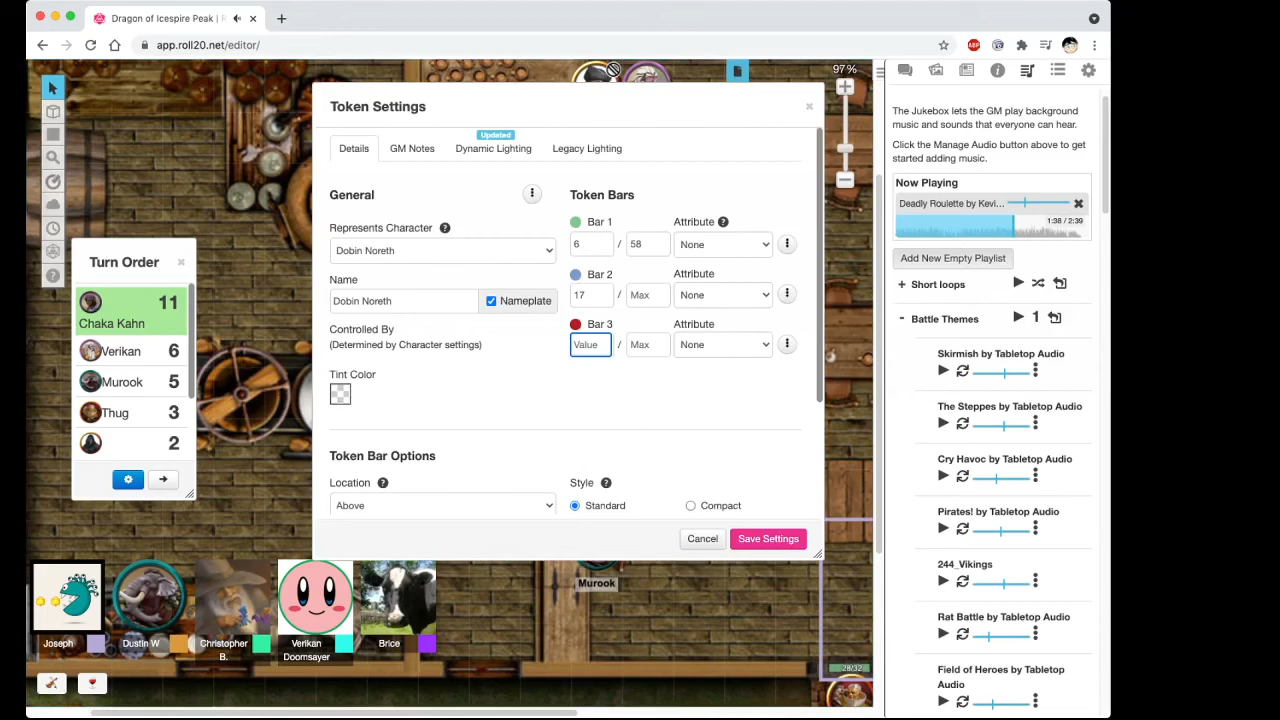 Dragon of Icespire Peak | R
app.roll20.net/editor/
ABP
97%
Turn Order
11
Chaka Kahn
Verikan 6
Murook 5
Thug 3
2
Token Settings
Updated
Details GM Notes Dynamic Lighting Legacy Lighting
General
Represents Character
Dobin Noreth
Name
Dobin Noreth Nameplate
Controlled By
(Determined by Character settings)
Tint Color
Token Bars
Bar 1 Attribute
6 / 58 None
Bar 2 Attribute
17 / Max None
Bar 3 Attribute
Value / Max None
Token Bar Options
Location Style
Above Standard Compact
Cancel Save Settings
Murook
Joseph
Dustin W
Christopher
B.
Verikan
Doomsayer
Brice
28/32
The Jukebox lets the GM play background
music and sounds that everyone can hear.
Click the Manage Audio button above to get
started adding music.
Now Playing
Deadly Roulette by Kevi...
1:38 / 2:39
Add New Empty Playlist
+ Short loops
- Battle Themes 1
Skirmish by Tabletop Audio
The Steppes by Tabletop Audio
Cry Havoc by Tabletop Audio
Pirates! by Tabletop Audio
244_Vikings
Rat Battle by Tabletop Audio
Field of Heroes by Tabletop
Audio